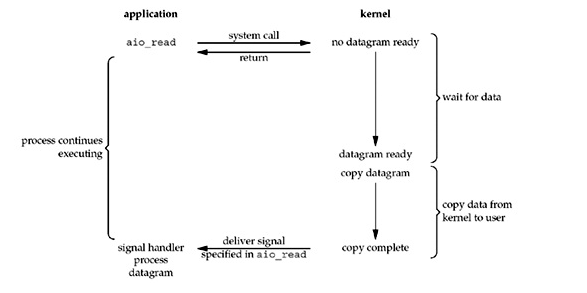 application kernel
system call
aio_read no datagram ready
return
wait for data
process continues
executing
datagram ready
copy datagram
copy data from
kernel to user
deliver signal
signal handler copy complete
specified in aio_read
process
datagram